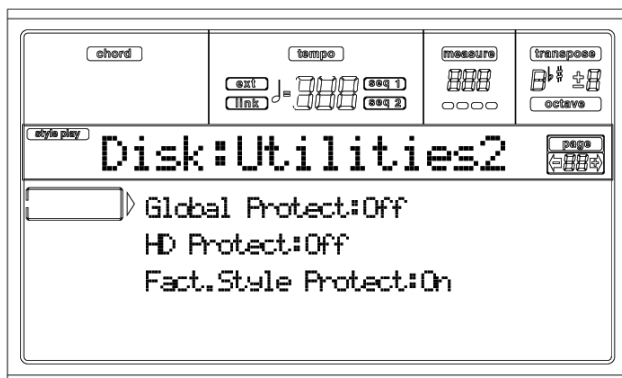 chord tempo measure transpose
ext seq 1
link seq 2
octave
style play Disk:Utilities2 page
Global Protect:Off
HD Protect:Off
Fact.Style Protect:On